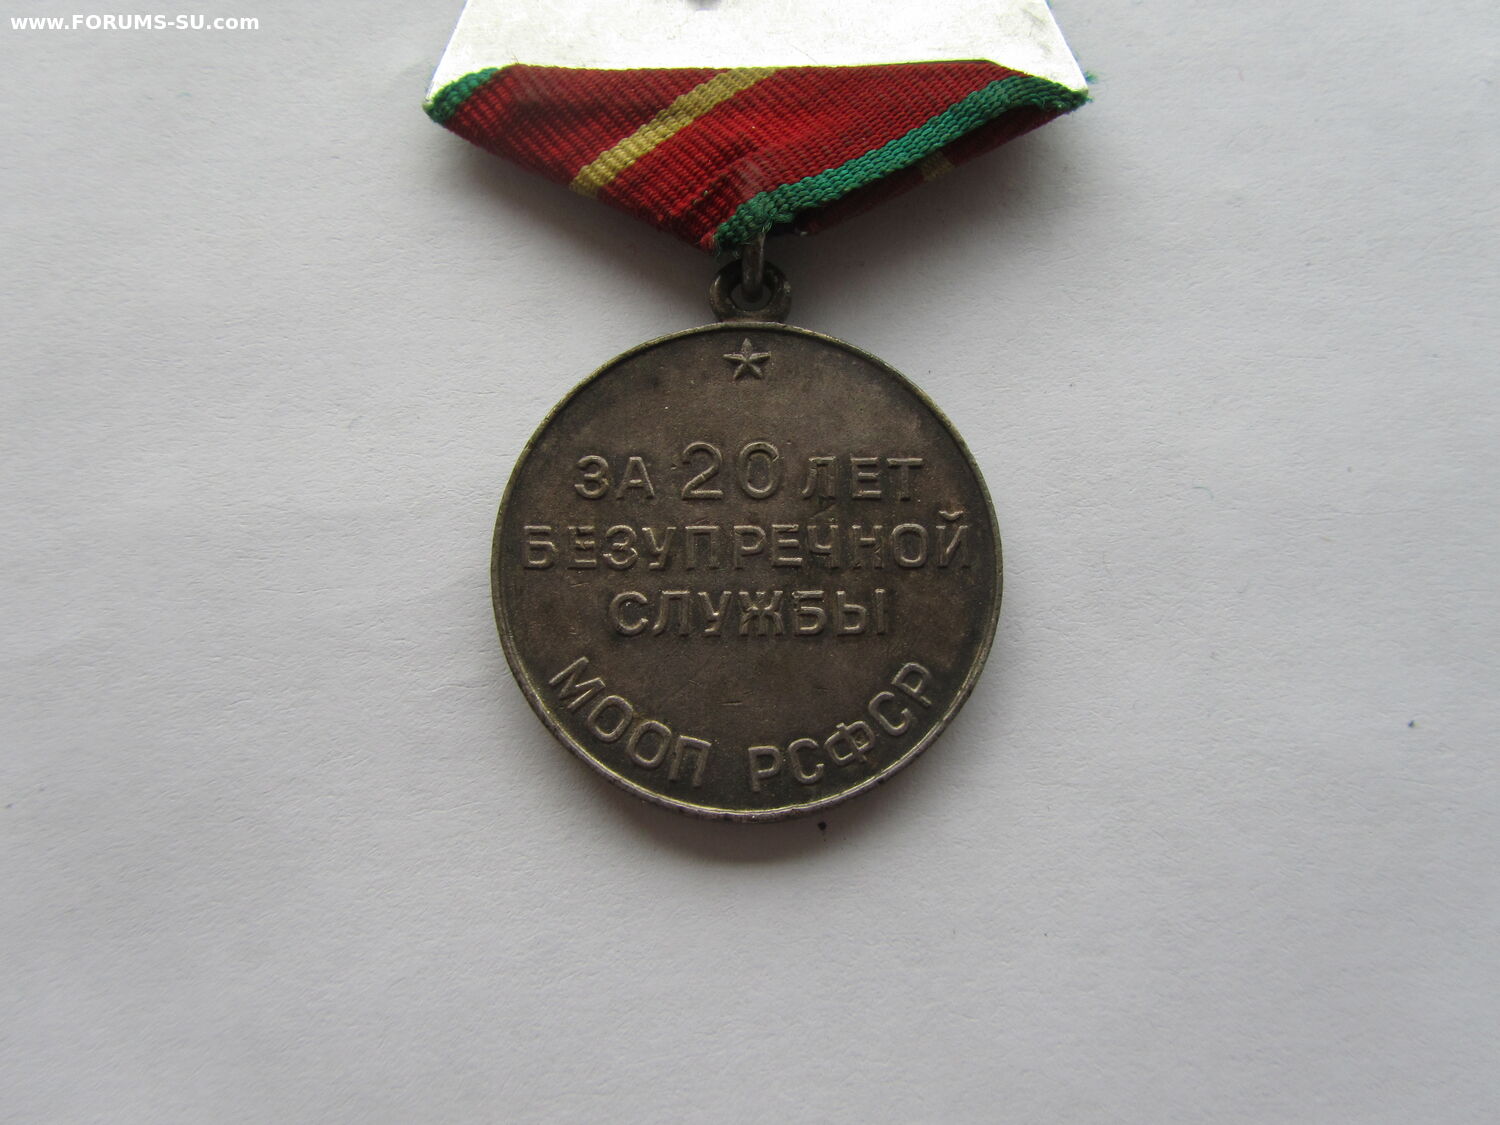 www.FORUMS-SU.com
ЗА 20 ЛЕТ
БЕЗУПРЕЧНОЙ
СЛУЖБЫ
МООП РСФСР